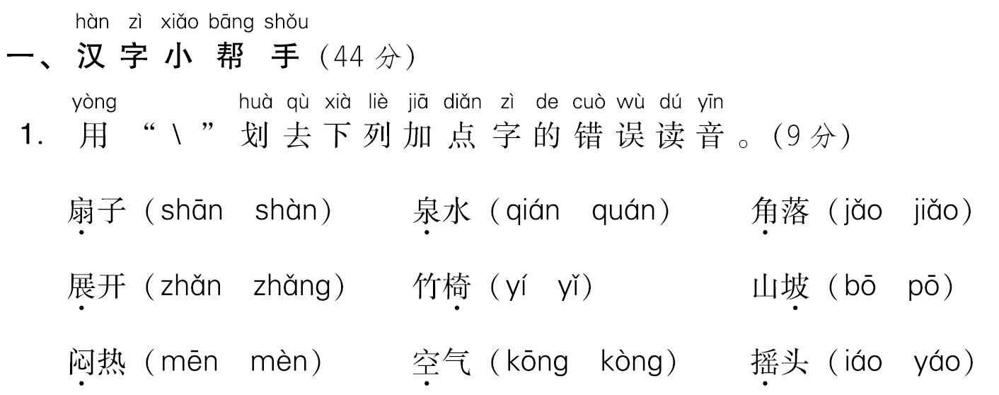 hàn zì xiǎo bāng shǒu
一、汉字小帮手（44分）
yòng huà qù xià liè jiā diǎn zì de cuò wù dú yīn
1. 用“\”划去下列加点字的错误读音。（9分）
扇子（shān shàn） 泉水（qián quán） 角落（jǎo jiǎo）
展开（zhǎn zhǎng） 竹椅（yí yǐ） 山坡（bō pō）
闷热（mēn mèn） 空气（kōng kòng） 摇头（iáo yáo）